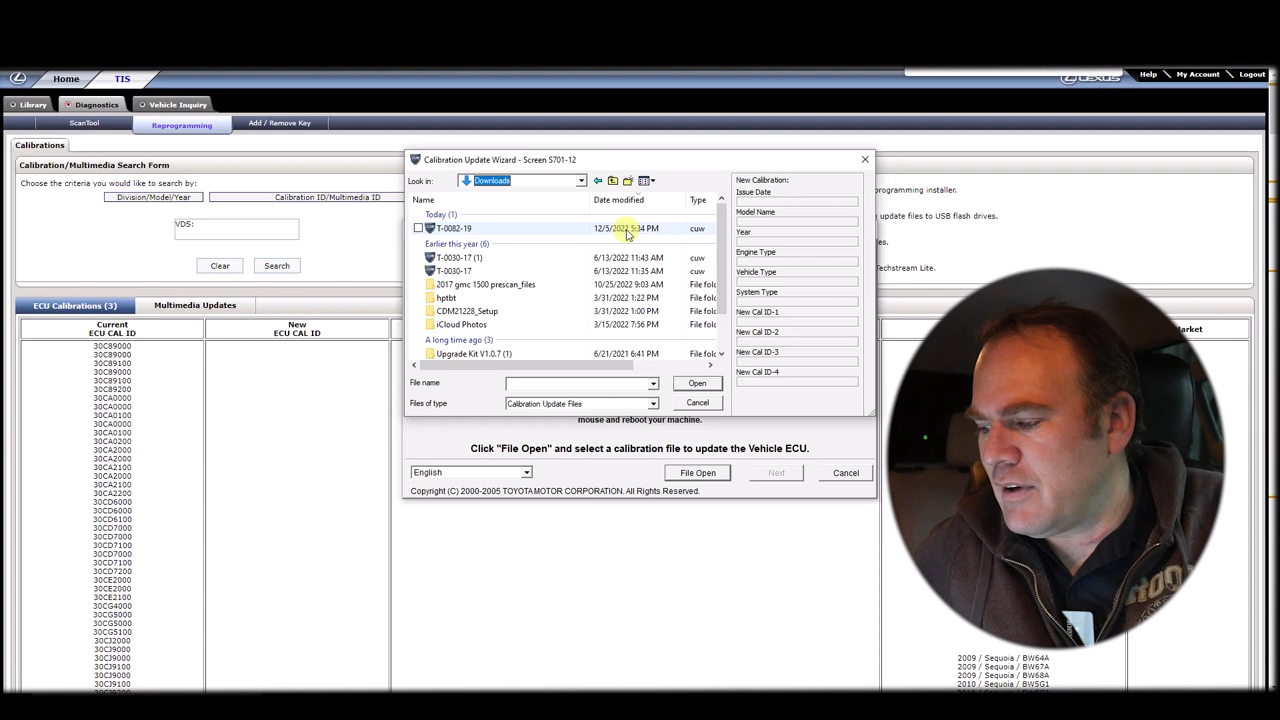 Home
TIS
LEXUS
Help
My Account
Logout
Library
Diagnostics
Vehicle Inquiry
ScanTool
Reprogramming
Add / Remove Key
Calibrations
Calibration/Multimedia Search Form
Choose the criteria you would like to search by:
Division/Model/Year
Calibration ID/Multimedia ID
VDS:
Clear
Search
programming installer.
update files to USB flash drives.
Techstream Lite.
ECU Calibrations (3)
Multimedia Updates
Current
ECU CAL ID
New
ECU CAL ID
arket
30C89000
30C89000
30C89100
30C89000
30C89100
30C89200
30CA0000
30CA0000
30CA0100
30CA0000
30CA0100
30CA0200
30CA2000
30CA2000
30CA2100
30CA2000
30CA2100
30CA2200
30CD6000
30CD6000
30CD6100
30CD7000
30CD7000
30CD7100
30CD7000
30CD7100
30CD7200
30CE2000
30CE2000
30CE2100
30CG4000
30CG5000
30CG5000
30CG5100
30CJ2000
30CJ9000
30CJ9100
30CJ9000
30CJ9100
2009 / Sequoia / BW64A
2009 / Sequoia / BW67A
2009 / Sequoia / BW68A
2010 / Sequoia / BW5G1
Calibration Update Wizard - Screen S701-12
Look in:
Downloads
Name
Date modified
Type
Today (1)
T-0082-19
12/5/2022 5:34 PM
cuw
Earlier this year (6)
T-0030-17 (1)
6/13/2022 11:43 AM
cuw
T-0030-17
6/13/2022 11:35 AM
cuw
2017 gmc 1500 prescan_files
10/25/2022 9:03 AM
File fold
hptbt
3/31/2022 1:22 PM
File fold
CDM21228_Setup
3/31/2022 1:00 PM
File fold
iCloud Photos
3/15/2022 7:56 PM
File fold
A long time ago (3)
Upgrade Kit V1.0.7 (1)
6/21/2021 6:41 PM
File fold
File name
Open
Files of type
Calibration Update Files
Cancel
New Calibration:
Issue Date
Model Name
Year
Engine Type
Vehicle Type
System Type
New Cal ID-1
New Cal ID-2
New Cal ID-3
New Cal ID-4
mouse and reboot your machine.
Click "File Open" and select a calibration file to update the Vehicle ECU.
English
File Open
Next
Cancel
Copyright (C) 2000-2005 TOYOTA MOTOR CORPORATION. All Rights Reserved.